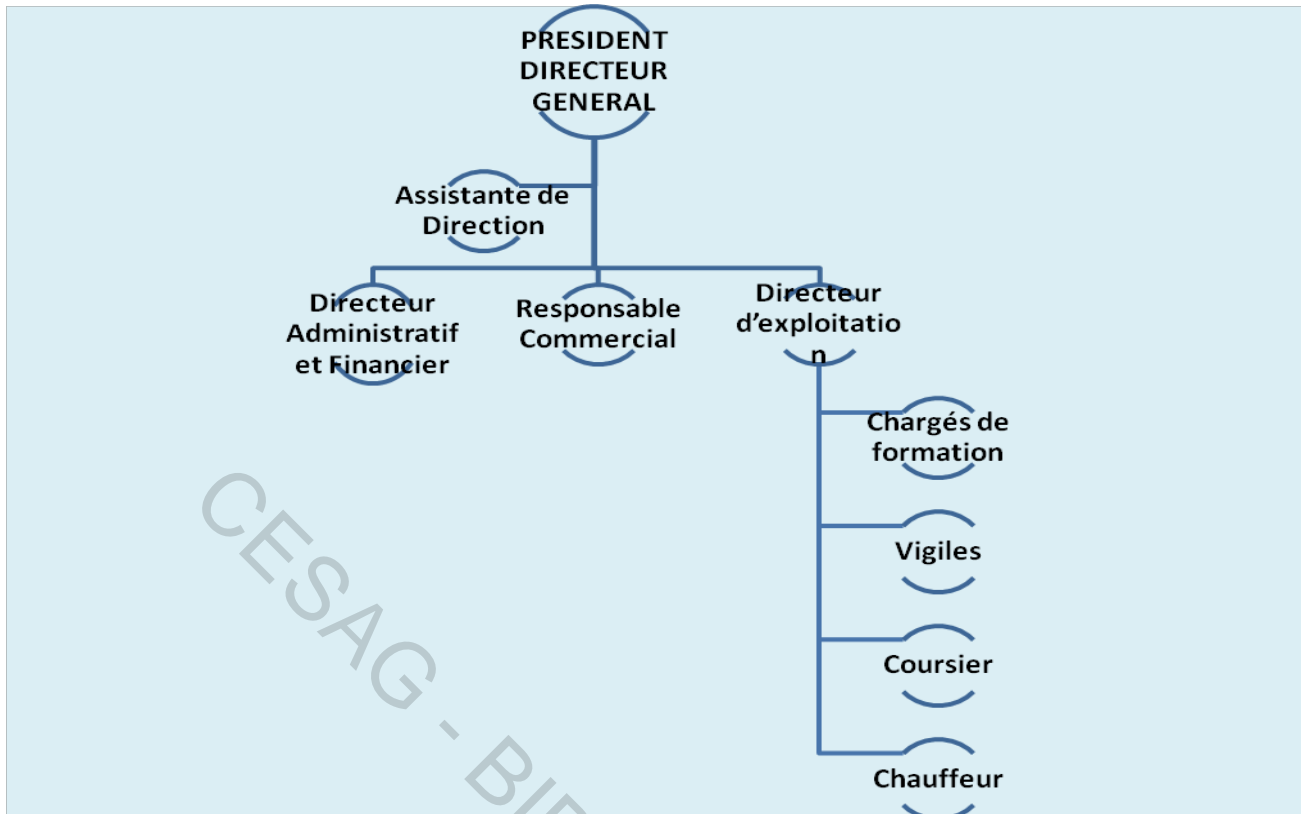 PRESIDENT
DIRECTEUR
GENERAL
Assistante de
Direction
Directeur
Administratif
et Financier
Responsable
Commercial
Directeur
d'exploitatio
n
Chargés de
formation
Vigiles
Coursier
Chauffeur
CESAG -